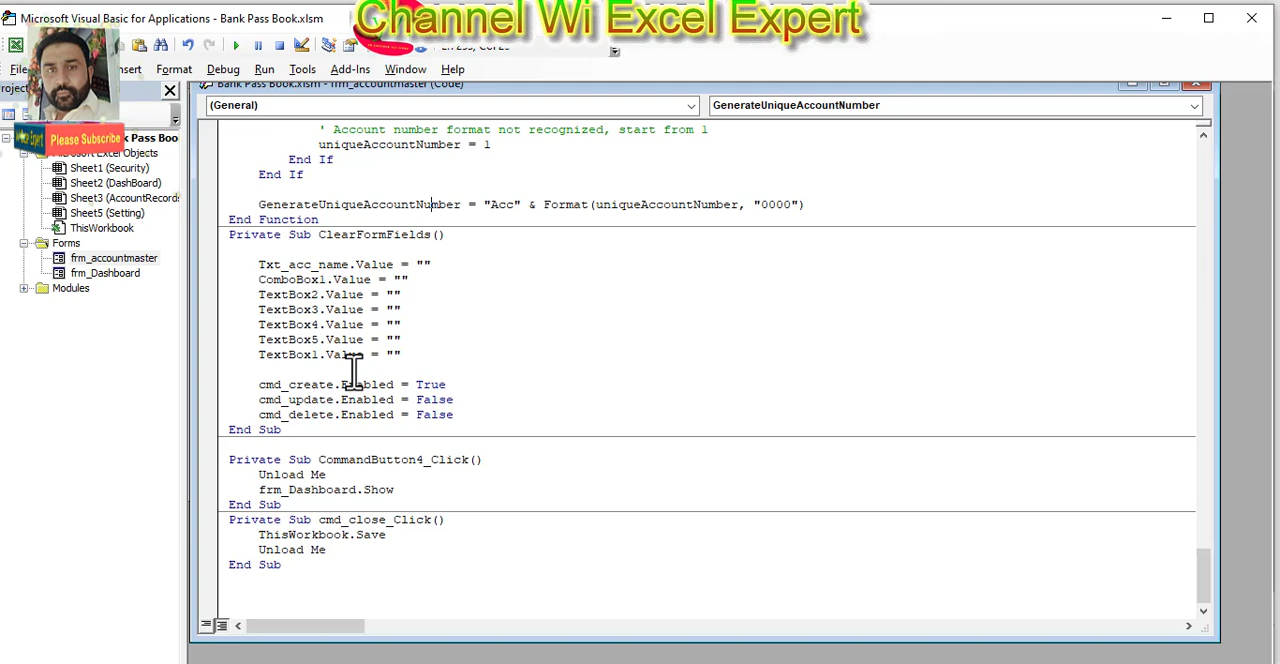 Channel Wi Excel Expert
Microsoft Visual Basic for Applications - Bank Pass Book.xlsm
nsert Format Debug Run Tools Add-Ins Window Help
Please Subscribe
Bank Pass Book.xlsm - frm_accountmaster (Code)
(General) GenerateUniqueAccountNumber
k Pass Boo
Microsoft Excel Objects
Sheet1 (Security)
Sheet2 (DashBoard)
Sheet3 (AccountRecords
Sheet5 (Setting)
ThisWorkbook
Forms
frm_accountmaster
frm_Dashboard
Modules
' Account number format not recognized, start from 1
uniqueAccountNumber = 1
End If
End If
GenerateUniqueAccountNumber = "Acc" & Format(uniqueAccountNumber, "0000")
End Function
Private Sub ClearFormFields()
Txt_acc_name.Value = ""
ComboBox1.Value = ""
TextBox2.Value = ""
TextBox3.Value = ""
TextBox4.Value = ""
TextBox5.Value = ""
TextBox1.Value = ""
cmd_create.Enabled = True
cmd_update.Enabled = False
cmd_delete.Enabled = False
End Sub
Private Sub CommandButton4_Click()
Unload Me
frm_Dashboard.Show
End Sub
Private Sub cmd_close_Click()
ThisWorkbook.Save
Unload Me
End Sub